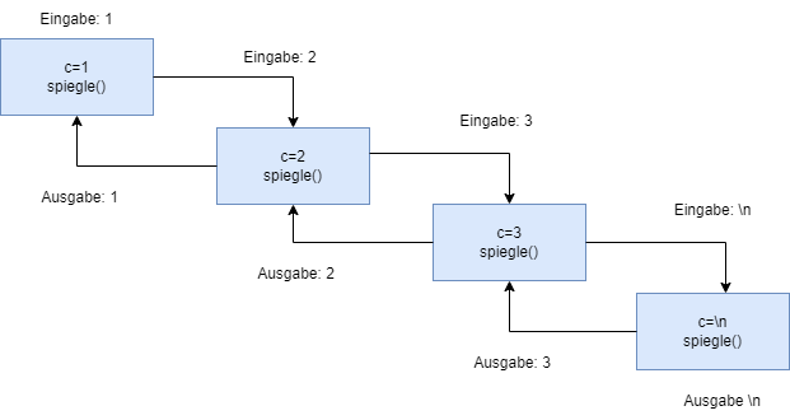 Eingabe: 1
c=1
spiegle()
Eingabe: 2
c=2
spiegle()
Ausgabe: 1
Eingabe: 3
c=3
spiegle()
Ausgabe: 2
Eingabe: \n
c=\n
spiegle()
Ausgabe: 3
Ausgabe \n